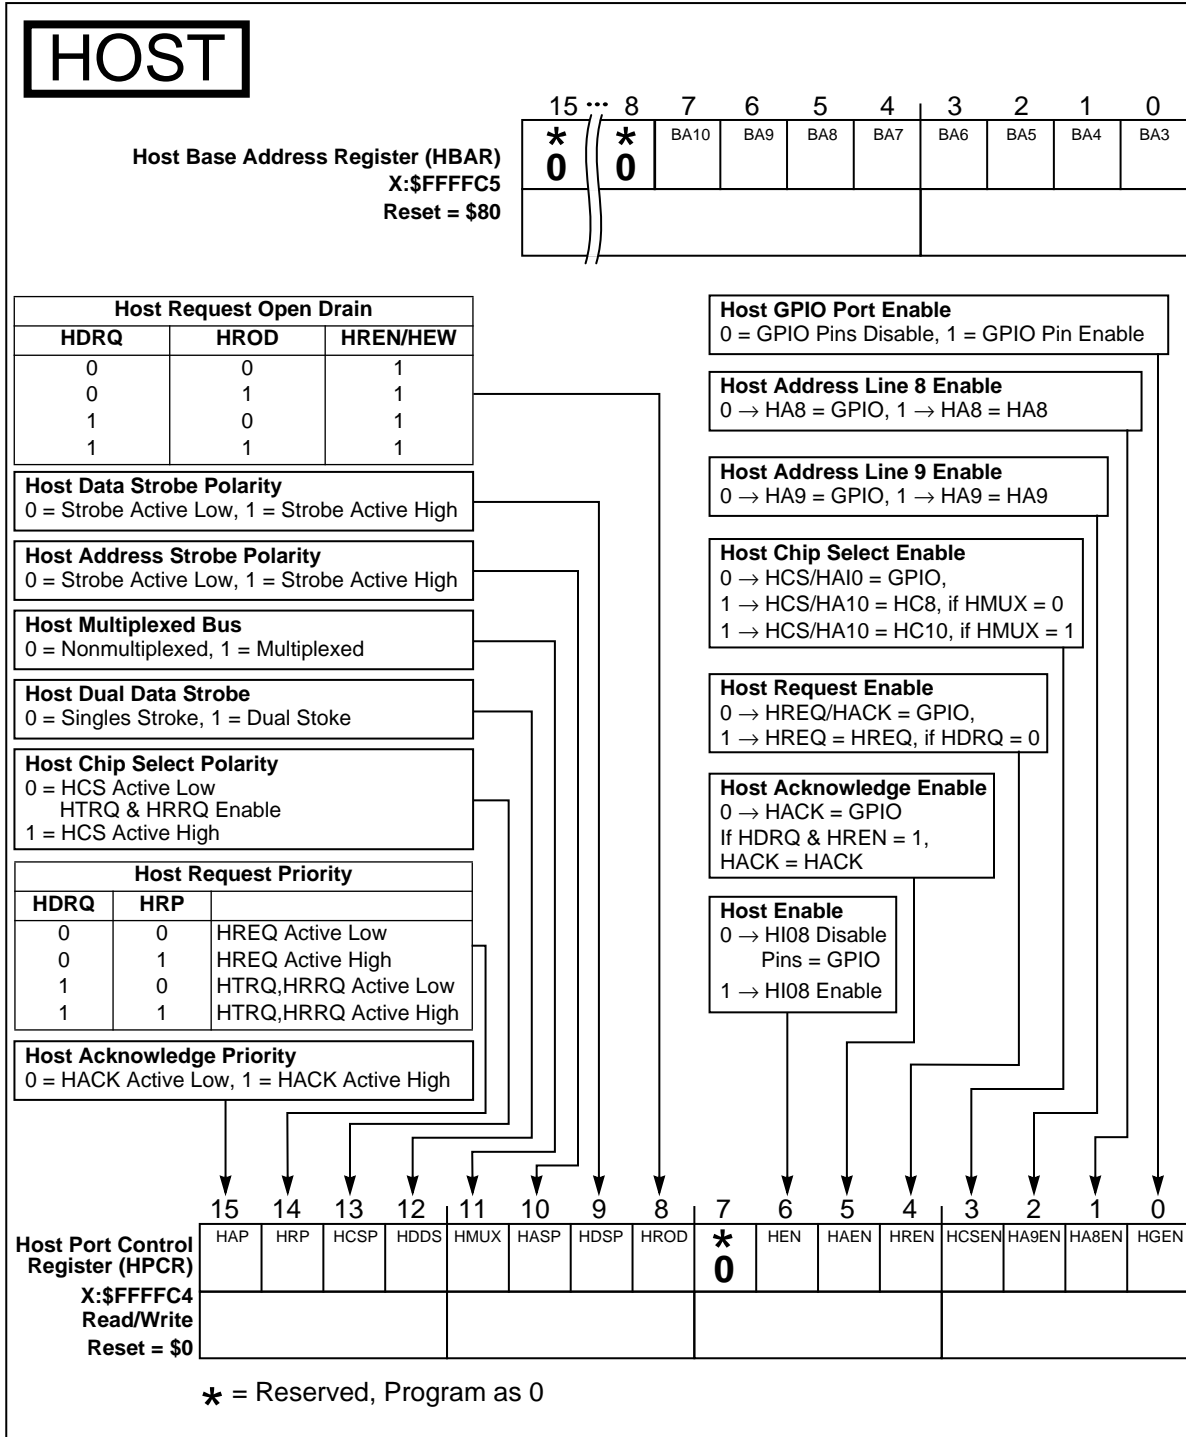 HOST
15 ··· 8 7 6 5 4 3 2 1 0
* * BA10 BA9 BA8 BA7 BA6 BA5 BA4 BA3
0 0
Host Base Address Register (HBAR)
X:$FFFFC5
Reset = $80
Host Request Open Drain
HDRQ HROD HREN/HEW
0 0 1
0 1 1
1 0 1
1 1 1
Host Data Strobe Polarity
0 = Strobe Active Low, 1 = Strobe Active High
Host Address Strobe Polarity
0 = Strobe Active Low, 1 = Strobe Active High
Host Multiplexed Bus
0 = Nonmultiplexed, 1 = Multiplexed
Host Dual Data Strobe
0 = Singles Stroke, 1 = Dual Stoke
Host Chip Select Polarity
0 = HCS Active Low
HTRQ & HRRQ Enable
1 = HCS Active High
Host Request Priority
HDRQ HRP
0 0 HREQ Active Low
0 1 HREQ Active High
1 0 HTRQ,HRRQ Active Low
1 1 HTRQ,HRRQ Active High
Host Acknowledge Priority
0 = HACK Active Low, 1 = HACK Active High
Host GPIO Port Enable
0 = GPIO Pins Disable, 1 = GPIO Pin Enable
Host Address Line 8 Enable
0 → HA8 = GPIO, 1 → HA8 = HA8
Host Address Line 9 Enable
0 → HA9 = GPIO, 1 → HA9 = HA9
Host Chip Select Enable
0 → HCS/HAI0 = GPIO,
1 → HCS/HA10 = HC8, if HMUX = 0
1 → HCS/HA10 = HC10, if HMUX = 1
Host Request Enable
0 → HREQ/HACK = GPIO,
1 → HREQ = HREQ, if HDRQ = 0
Host Acknowledge Enable
0 → HACK = GPIO
If HDRQ & HREN = 1,
HACK = HACK
Host Enable
0 → HI08 Disable
Pins = GPIO
1 → HI08 Enable
15 14 13 12 11 10 9 8 7 6 5 4 3 2 1 0
HAP HRP HCSP HDDS HMUX HASP HDSP HROD * HEN HAEN HREN HCSEN HA9EN HA8EN HGEN
0
Host Port Control
Register (HPCR)
X:$FFFFC4
Read/Write
Reset = $0
* = Reserved, Program as 0